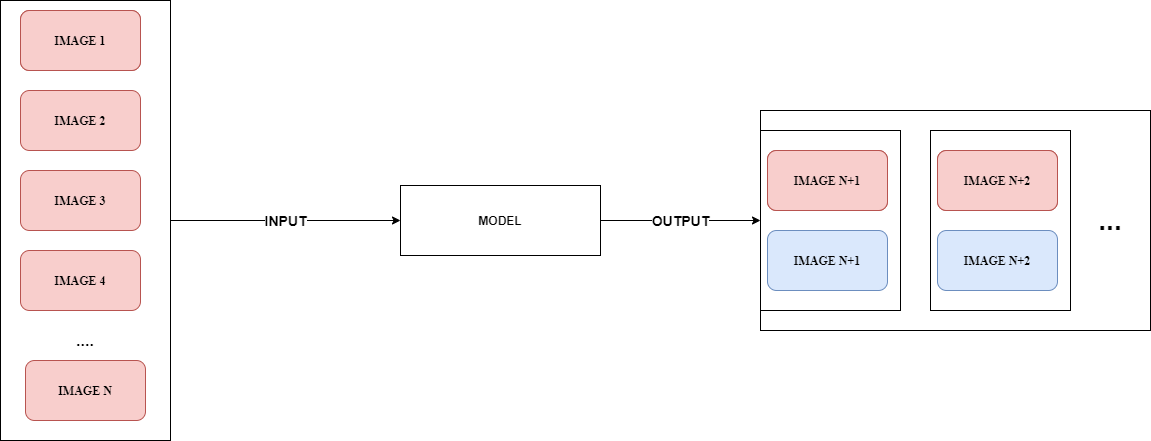 IMAGE 1
IMAGE 2
IMAGE 3
IMAGE 4
....
IMAGE N
INPUT
MODEL
OUTPUT
IMAGE N+1
IMAGE N+1
IMAGE N+2
IMAGE N+2
...